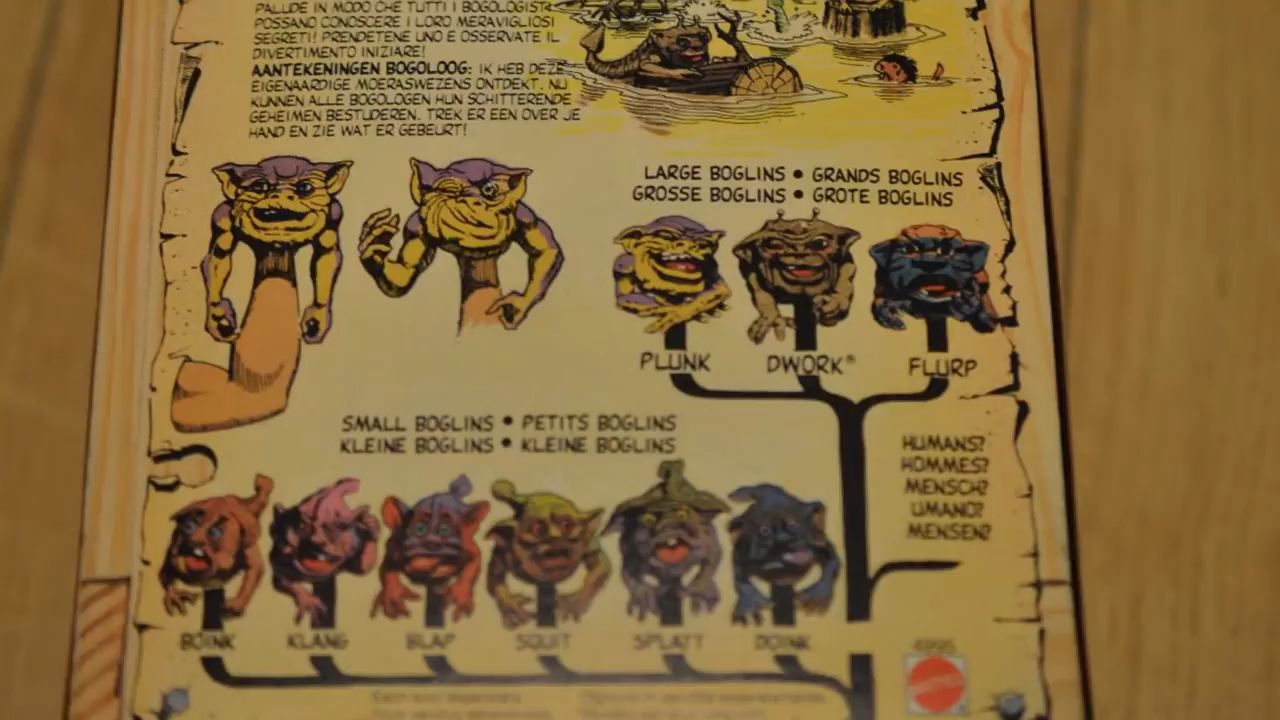 PALUDE IN MODO CHE TUTTI I BOGOLOGISTI
POSSANO CONOSCERE I LORO MERAVIGLIOSI
SEGRETI! PRENDETENE UNO E OSSERVATE IL
DIVERTIMENTO INIZIARE!
AANTEKENINGEN BOGOLOOG: IK HEB DEZE
EIGENAARDIGE MOERASWEZENS ONTDEKT. NU
KUNNEN ALLE BOGOLOGEN HUN SCHITTERENDE
GEHEIMEN BESTUDEREN. TREK ER EEN OVER JE
HAND EN ZIE WAT ER GEBEURT!
LARGE BOGLINS • GRANDS BOGLINS
GROSSE BOGLINS • GROTE BOGLINS
PLUNK DWORK® FLURP
SMALL BOGLINS • PETITS BOGLINS
KLEINE BOGLINS • KLEINE BOGLINS
HUMANS?
HOMMES?
MENSCH?
UMANO?
MENSEN?
BOINK KLANG BLAP SQUIT SPLATT DOINK